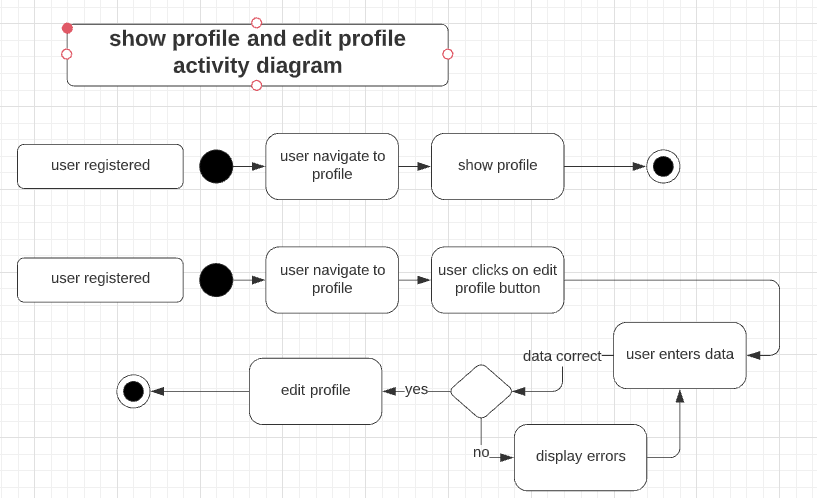 show profile and edit profile
activity diagram
user registered
user navigate to
profile
show profile
user registered
user navigate to
profile
user clicks on edit
profile button
user enters data
data correct
yes
edit profile
no
display errors